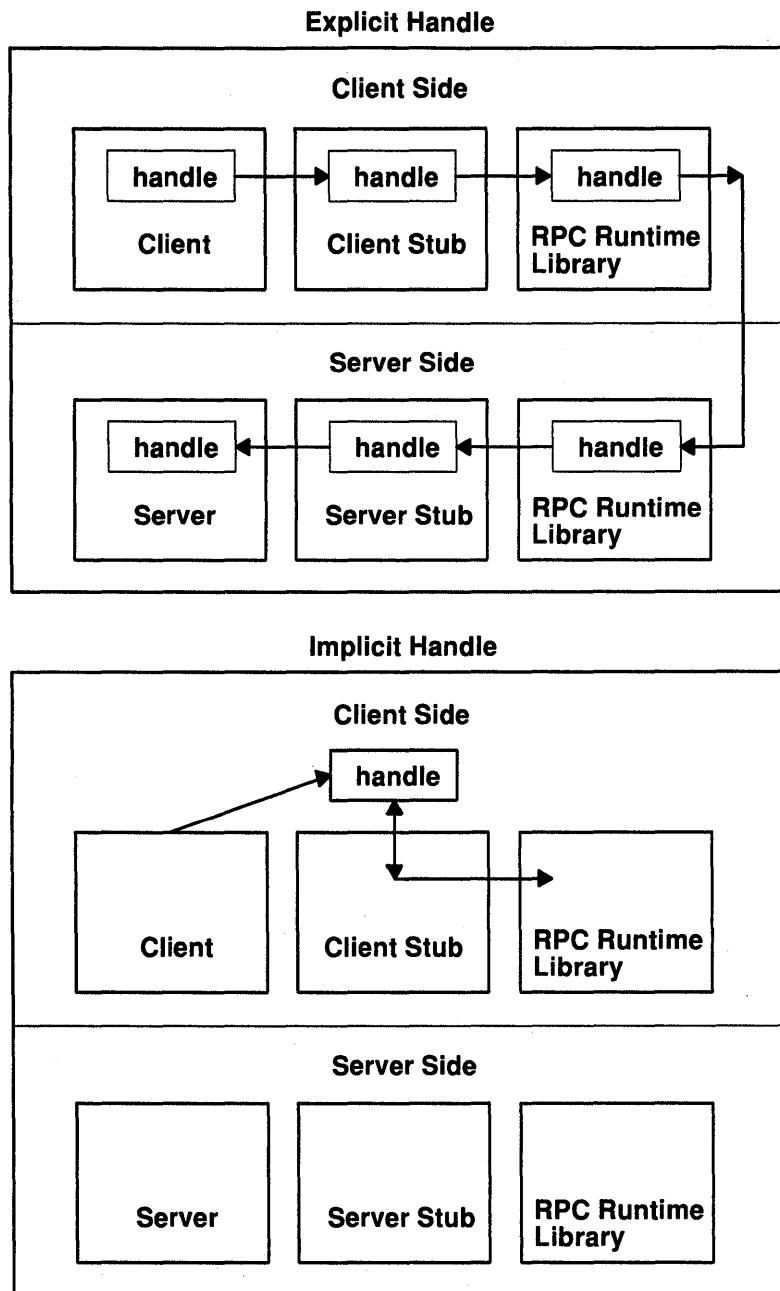 Explicit Handle
Client Side
handle handle handle
Client Client Stub RPC Runtime
Library
Server Side
handle handle handle
Server Server Stub RPC Runtime
Library
Implicit Handle
Client Side
handle
Client Client Stub RPC Runtime
Library
Server Side
Server Server Stub RPC Runtime
Library